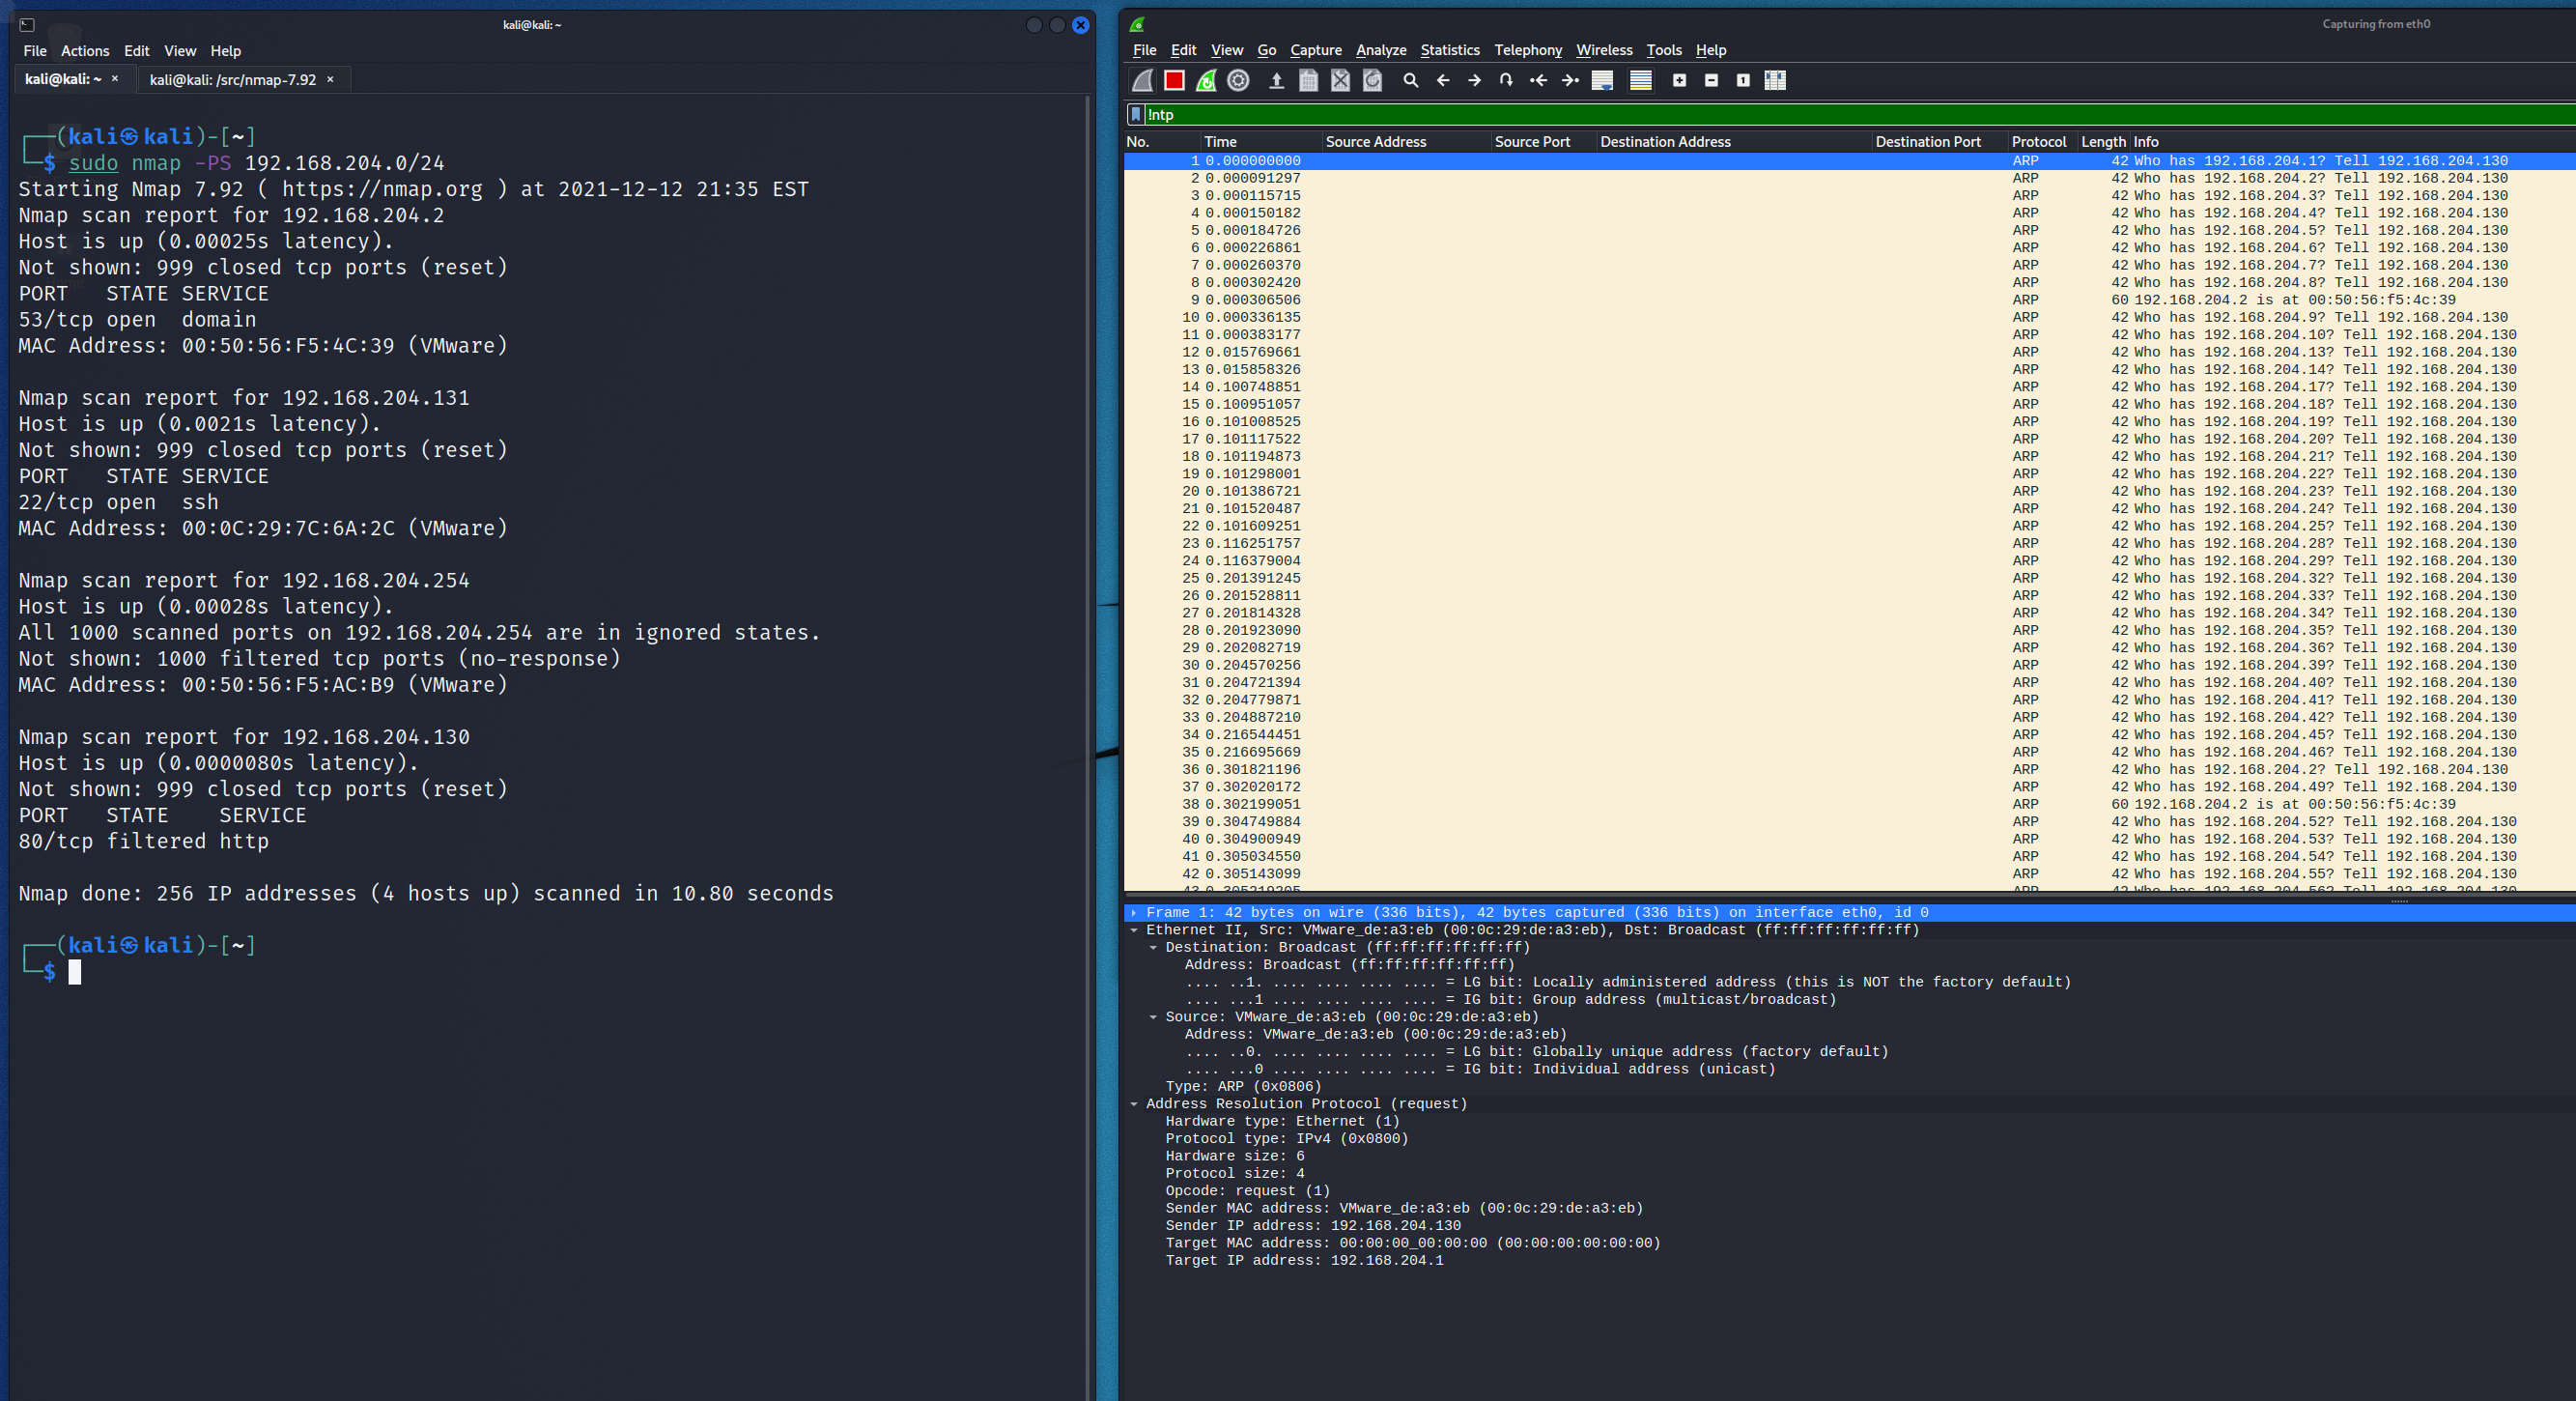 kali@kali: ~
File Actions Edit View Help
kali@kali: ~ × kali@kali: /src/nmap-7.92 ×
┌──(kali㉿kali)-[~]
└─$ sudo nmap -PS 192.168.204.0/24
Starting Nmap 7.92 ( https://nmap.org ) at 2021-12-12 21:35 EST
Nmap scan report for 192.168.204.2
Host is up (0.00025s latency).
Not shown: 999 closed tcp ports (reset)
PORT   STATE SERVICE
53/tcp open  domain
MAC Address: 00:50:56:F5:4C:39 (VMware)
Nmap scan report for 192.168.204.131
Host is up (0.0021s latency).
Not shown: 999 closed tcp ports (reset)
PORT   STATE SERVICE
22/tcp open  ssh
MAC Address: 00:0C:29:7C:6A:2C (VMware)
Nmap scan report for 192.168.204.254
Host is up (0.00028s latency).
All 1000 scanned ports on 192.168.204.254 are in ignored states.
Not shown: 1000 filtered tcp ports (no-response)
MAC Address: 00:50:56:F5:AC:B9 (VMware)
Nmap scan report for 192.168.204.130
Host is up (0.0000080s latency).
Not shown: 999 closed tcp ports (reset)
PORT   STATE    SERVICE
80/tcp filtered http
Nmap done: 256 IP addresses (4 hosts up) scanned in 10.80 seconds
┌──(kali㉿kali)-[~]
└─$
Capturing from eth0
File Edit View Go Capture Analyze Statistics Telephony Wireless Tools Help
!ntp
No. Time Source Address Source Port Destination Address Destination Port Protocol Length Info
1 0.000000000 ARP 42 Who has 192.168.204.1? Tell 192.168.204.130
2 0.000091297 ARP 42 Who has 192.168.204.2? Tell 192.168.204.130
3 0.000115715 ARP 42 Who has 192.168.204.3? Tell 192.168.204.130
4 0.000150182 ARP 42 Who has 192.168.204.4? Tell 192.168.204.130
5 0.000184726 ARP 42 Who has 192.168.204.5? Tell 192.168.204.130
6 0.000226861 ARP 42 Who has 192.168.204.6? Tell 192.168.204.130
7 0.000260370 ARP 42 Who has 192.168.204.7? Tell 192.168.204.130
8 0.000302420 ARP 42 Who has 192.168.204.8? Tell 192.168.204.130
9 0.000306506 ARP 60 192.168.204.2 is at 00:50:56:f5:4c:39
10 0.000336135 ARP 42 Who has 192.168.204.9? Tell 192.168.204.130
11 0.000383177 ARP 42 Who has 192.168.204.10? Tell 192.168.204.130
12 0.015769661 ARP 42 Who has 192.168.204.13? Tell 192.168.204.130
13 0.015858326 ARP 42 Who has 192.168.204.14? Tell 192.168.204.130
14 0.100748851 ARP 42 Who has 192.168.204.17? Tell 192.168.204.130
15 0.100951057 ARP 42 Who has 192.168.204.18? Tell 192.168.204.130
16 0.101008525 ARP 42 Who has 192.168.204.19? Tell 192.168.204.130
17 0.101117522 ARP 42 Who has 192.168.204.20? Tell 192.168.204.130
18 0.101194873 ARP 42 Who has 192.168.204.21? Tell 192.168.204.130
19 0.101298001 ARP 42 Who has 192.168.204.22? Tell 192.168.204.130
20 0.101386721 ARP 42 Who has 192.168.204.23? Tell 192.168.204.130
21 0.101520487 ARP 42 Who has 192.168.204.24? Tell 192.168.204.130
22 0.101609251 ARP 42 Who has 192.168.204.25? Tell 192.168.204.130
23 0.116251757 ARP 42 Who has 192.168.204.28? Tell 192.168.204.130
24 0.116379004 ARP 42 Who has 192.168.204.29? Tell 192.168.204.130
25 0.201391245 ARP 42 Who has 192.168.204.32? Tell 192.168.204.130
26 0.201528811 ARP 42 Who has 192.168.204.33? Tell 192.168.204.130
27 0.201814328 ARP 42 Who has 192.168.204.34? Tell 192.168.204.130
28 0.201923090 ARP 42 Who has 192.168.204.35? Tell 192.168.204.130
29 0.202082719 ARP 42 Who has 192.168.204.36? Tell 192.168.204.130
30 0.204570256 ARP 42 Who has 192.168.204.39? Tell 192.168.204.130
31 0.204721394 ARP 42 Who has 192.168.204.40? Tell 192.168.204.130
32 0.204779871 ARP 42 Who has 192.168.204.41? Tell 192.168.204.130
33 0.204887210 ARP 42 Who has 192.168.204.42? Tell 192.168.204.130
34 0.216544451 ARP 42 Who has 192.168.204.45? Tell 192.168.204.130
35 0.216695669 ARP 42 Who has 192.168.204.46? Tell 192.168.204.130
36 0.301821196 ARP 42 Who has 192.168.204.2? Tell 192.168.204.130
37 0.302020172 ARP 42 Who has 192.168.204.49? Tell 192.168.204.130
38 0.302199051 ARP 60 192.168.204.2 is at 00:50:56:f5:4c:39
39 0.304749884 ARP 42 Who has 192.168.204.52? Tell 192.168.204.130
40 0.304900949 ARP 42 Who has 192.168.204.53? Tell 192.168.204.130
41 0.305034550 ARP 42 Who has 192.168.204.54? Tell 192.168.204.130
42 0.305143099 ARP 42 Who has 192.168.204.55? Tell 192.168.204.130
43 0.305219205 ARP 42 Who has 192.168.204.56? Tell 192.168.204.130
Frame 1: 42 bytes on wire (336 bits), 42 bytes captured (336 bits) on interface eth0, id 0
Ethernet II, Src: VMware_de:a3:eb (00:0c:29:de:a3:eb), Dst: Broadcast (ff:ff:ff:ff:ff:ff)
Destination: Broadcast (ff:ff:ff:ff:ff:ff)
Address: Broadcast (ff:ff:ff:ff:ff:ff)
.... ..1. .... .... .... .... = LG bit: Locally administered address (this is NOT the factory default)
.... ...1 .... .... .... .... = IG bit: Group address (multicast/broadcast)
Source: VMware_de:a3:eb (00:0c:29:de:a3:eb)
Address: VMware_de:a3:eb (00:0c:29:de:a3:eb)
.... ..0. .... .... .... .... = LG bit: Globally unique address (factory default)
.... ...0 .... .... .... .... = IG bit: Individual address (unicast)
Type: ARP (0x0806)
Address Resolution Protocol (request)
Hardware type: Ethernet (1)
Protocol type: IPv4 (0x0800)
Hardware size: 6
Protocol size: 4
Opcode: request (1)
Sender MAC address: VMware_de:a3:eb (00:0c:29:de:a3:eb)
Sender IP address: 192.168.204.130
Target MAC address: 00:00:00_00:00:00 (00:00:00:00:00:00)
Target IP address: 192.168.204.1